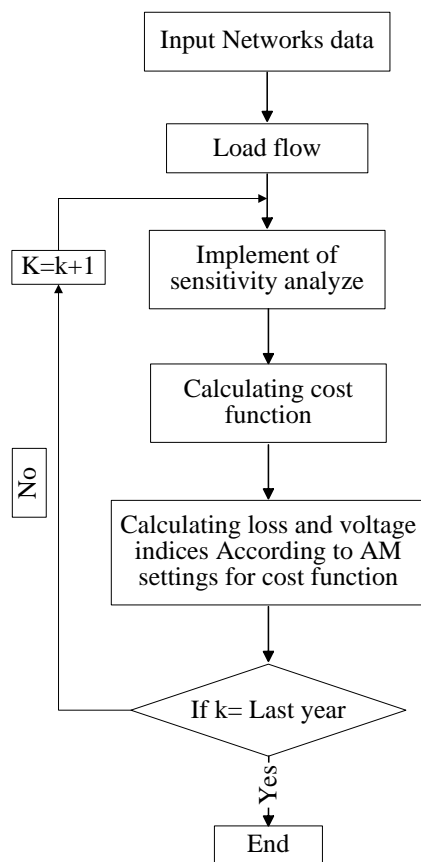 Input Networks data
Load flow
K=k+1
Implement of
sensitivity analyze
Calculating cost
function
No
Calculating loss and voltage
indices According to AM
settings for cost function
If k= Last year
Yes
End